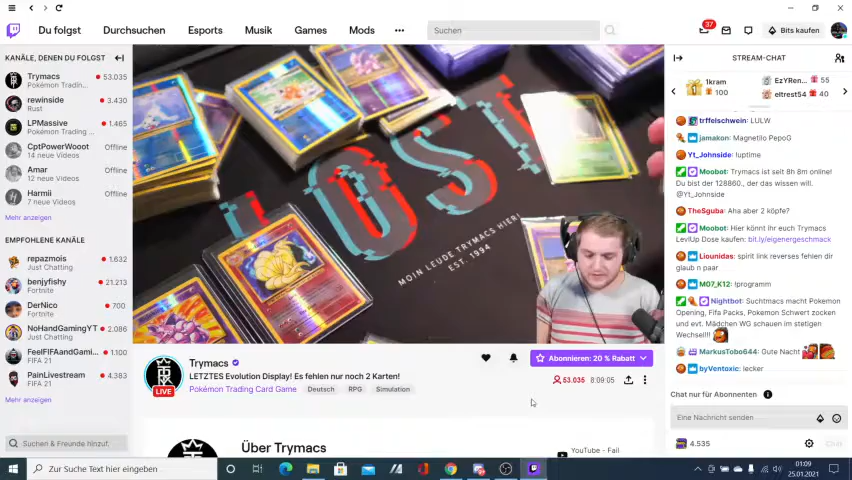 Du folgst
Durchsuchen
Esports
Musik
Games
Mods
Suchen
37
Bits kaufen
KANÄLE, DENEN DU FOLGST
Trymacs
53.035
Pokémon Tradin...
rewinside
3.430
Rust
LPMassive
1.465
Pokémon Trading ...
CptPowerWooot
Offline
14 neue Videos
Amar
Offline
12 neue Videos
Harmii
Offline
7 neue Videos
Mehr anzeigen
EMPFOHLENE KANÄLE
repazmois
1.632
Just Chatting
benjyfishy
21.213
Fortnite
DerNico
700
Fortnite
NoHandGamingYT
2.086
Just Chatting
FeelFIFAandGami...
1.100
FIFA 21
PainLivestream
4.383
FIFA 21
Mehr anzeigen
Suchen & Freunde hinzuf.
LOST
MOIN LEUDE TRYMACS HIER!
EST. 1994
LIVE
Trymacs
LETZTES Evolution Display! Es fehlen nur noch 2 Karten!
Pokémon Trading Card Game
Deutsch
RPG
Simulation
Abonnieren: 20 % Rabatt
53.035
8:09:05
Über Trymacs
YouTube - Fail
STREAM-CHAT
1kram
100
EzYRen...
55
eltrest54
40
trffelschwein: LULW
jamakon: Magnetilo PepoG
Yt_Johnside: !uptime
Moobot: Trymacs ist seit 8h 8m online!
Du bist der 128860., der das wissen will.
@Yt_Johnside
TheSguba: Aha aber 2 köpfe?
Moobot: Hier könnt ihr euch Trymacs
LevlUp Dose kaufen: bit.ly/eigenergeschmack
Liounidas: spirit link reverses fehlen dir
glaub n paar
M07_K12: !programm
Nightbot: Suchtmacs macht Pokemon
Opening, Fifa Packs, Pokemon Schwert zocken
und evt. Mädchen WG schauen im stetigen
Wechsel!!!
MarkusTobo644: Gute Nacht
byVentoxic: lecker
Chat nur für Abonnenten
Eine Nachricht senden
4.535
Chat
Zur Suche Text hier eingeben
01:09
25.01.2021